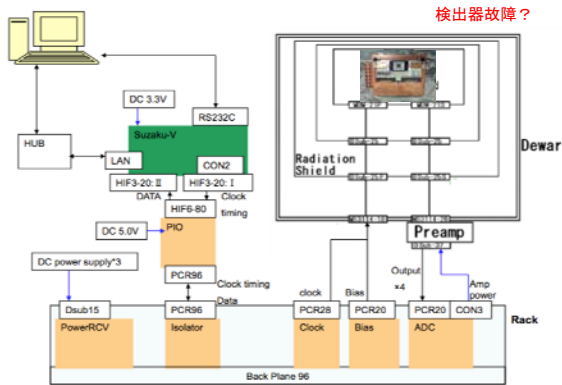 検出器故障？
DC 3.3V
RS232C
Suzaku-V
HUB
LAN
CON2
HIF3-20: II
HIF3-20: I
DATA
Clock
timing
HIF6-80
PIO
DC 5.0V
DC power supply*3
PCR96
Clock timing
Data
Radiation
Shield
Dewar
Preamp
clock
Bias
Output
×4
Amp
power
Dsub15
PowerRCV
PCR96
Isolator
PCR28
Clock
PCR20
Bias
PCR20
ADC
CON3
Rack
Back Plane 96